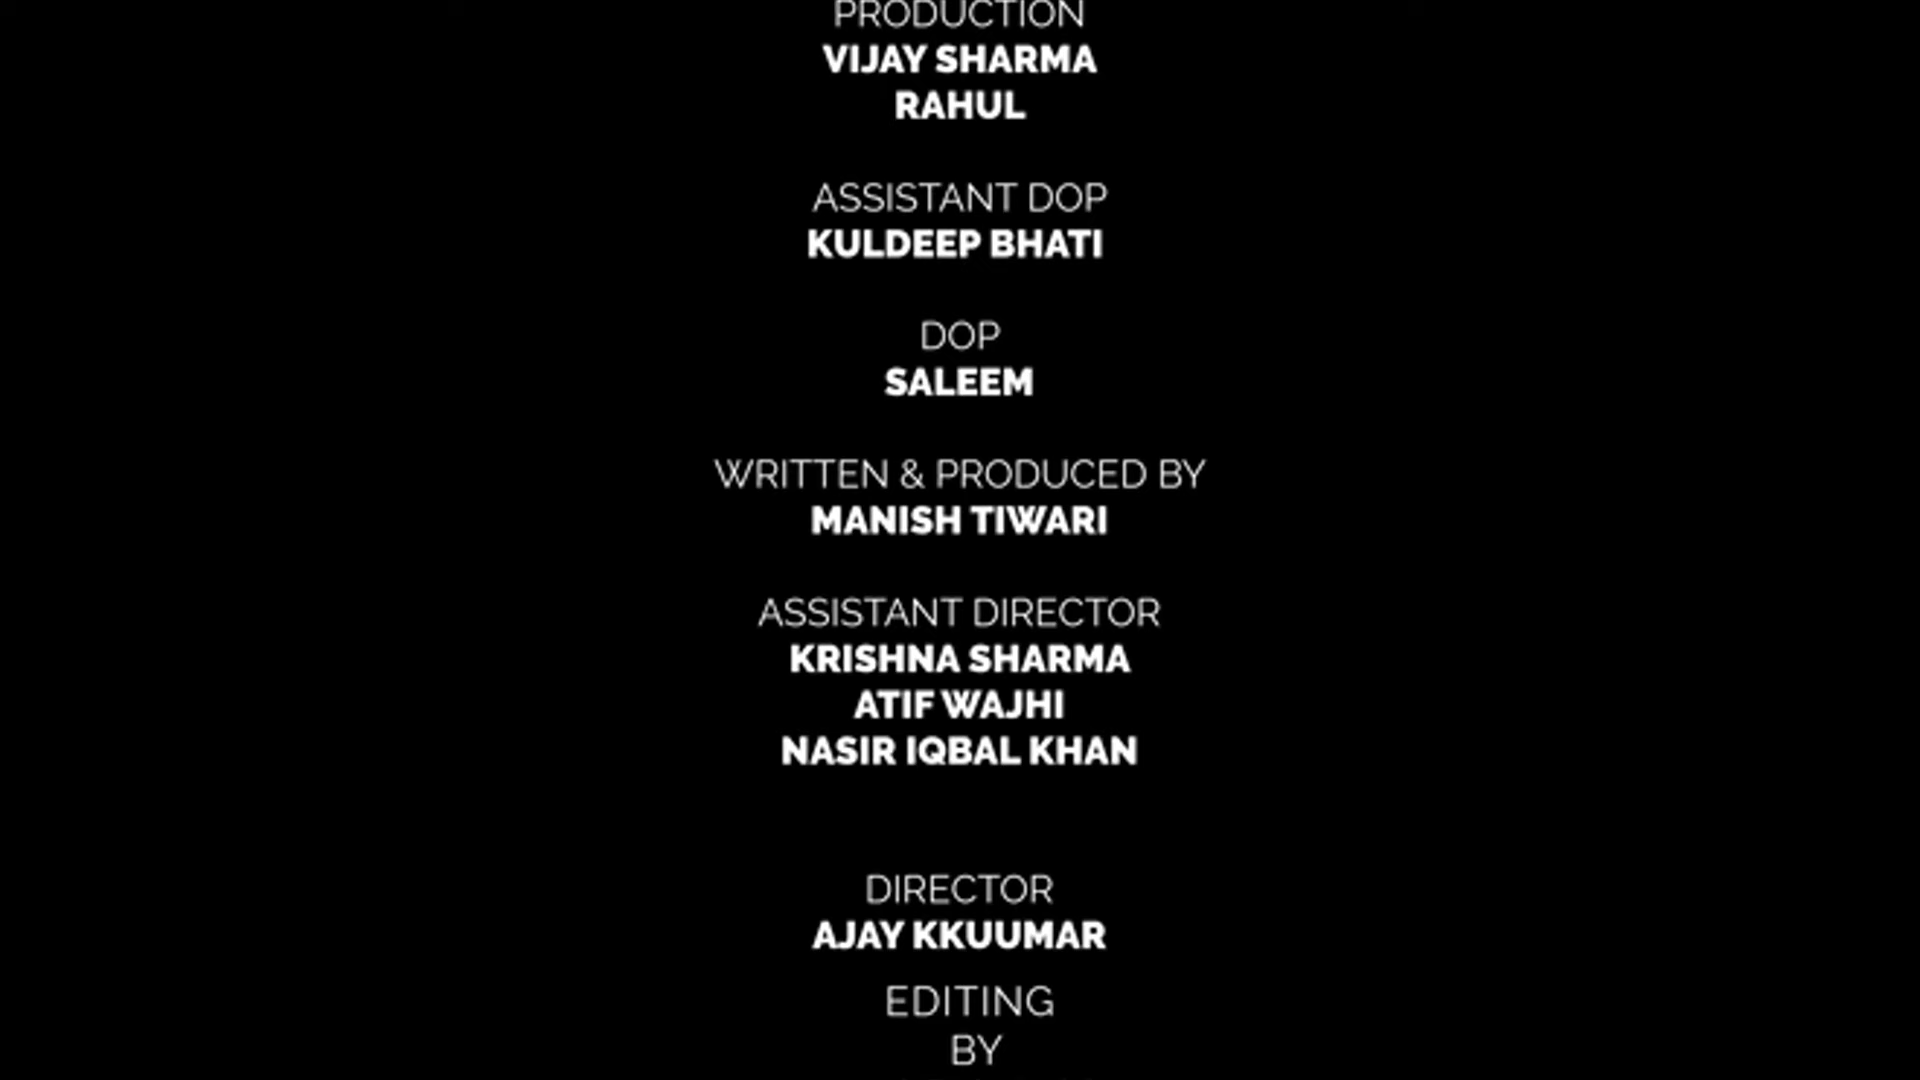 PRODUCTION
VIJAY SHARMA
RAHUL
ASSISTANT DOP
KULDEEP BHATI
DOP
SALEEM
WRITTEN & PRODUCED BY
MANISH TIWARI
ASSISTANT DIRECTOR
KRISHNA SHARMA
ATIF WAJHI
NASIR IQBAL KHAN
DIRECTOR
AJAY KKUUMAR
EDITING
BY